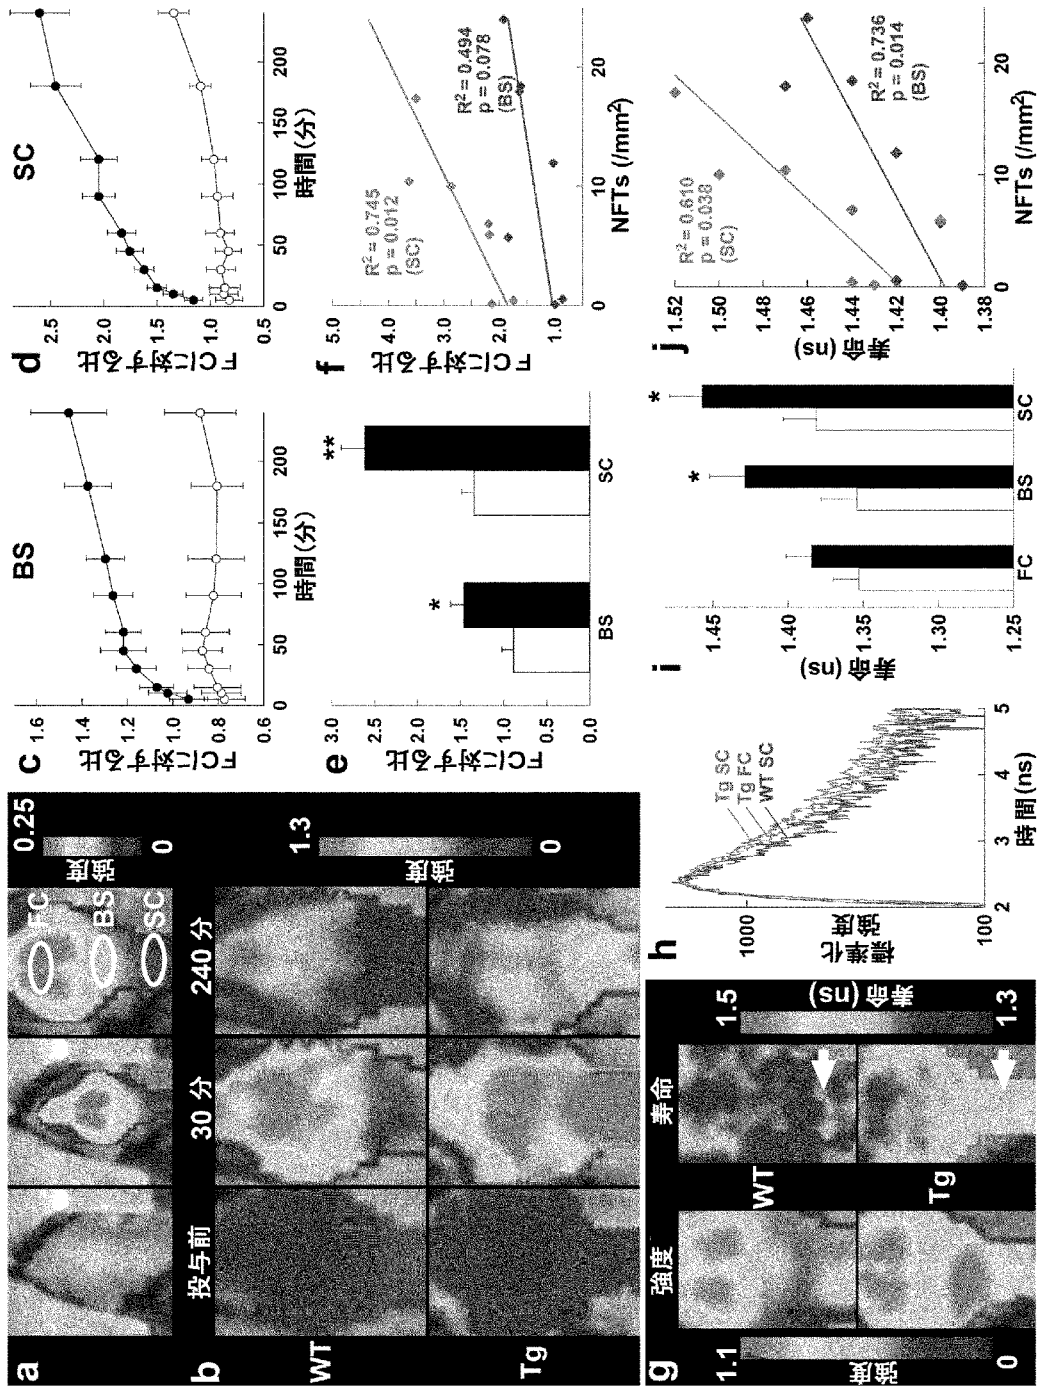 a
FC
BS
SC
0.25
0
強度
b
投与前
30 分
240 分
WT
Tg
1.3
0
強度
c
BS
FCに対する比
1.6
1.4
1.2
1.0
0.8
0.6
0
50
100
150
200
時間(分)
d
SC
FCに対する比
2.5
2.0
1.5
1.0
0.5
0
50
100
150
200
時間(分)
e
FCに対する比
3.0
2.5
2.0
1.5
1.0
0.5
0.0
*
**
BS
SC
f
FCに対する比
5.0
4.0
3.0
2.0
1.0
0
10
20
NFTs (/mm²)
R² = 0.745
p = 0.012
(SC)
R² = 0.494
p = 0.078
(BS)
g
強度
寿命
WT
Tg
1.1
0
強度
1.5
1.3
寿命 (ns)
h
標準化
強度
1000
100
2
3
4
5
時間 (ns)
Tg SC
Tg FC
WT SC
i
寿命 (ns)
1.45
1.40
1.35
1.30
1.25
*
*
FC
BS
SC
j
寿命 (ns)
1.52
1.50
1.48
1.46
1.44
1.42
1.40
1.38
0
10
20
NFTs (/mm²)
R² = 0.610
p = 0.038
(SC)
R² = 0.736
p = 0.014
(BS)